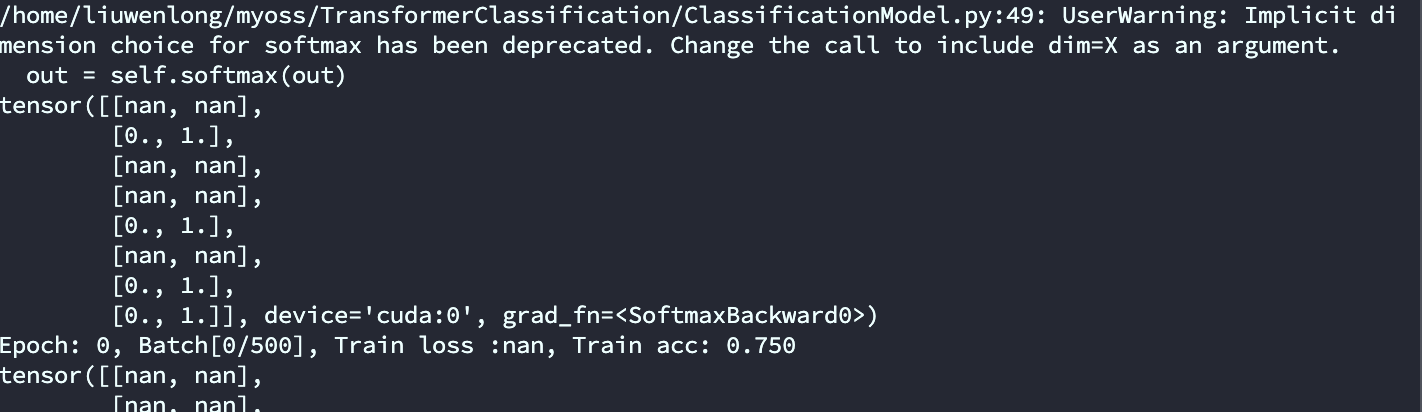 /home/liuwenlong/myoss/TransformerClassification/ClassificationModel.py:49: UserWarning: Implicit di
mension choice for softmax has been deprecated. Change the call to include dim=X as an argument.
  out = self.softmax(out)
tensor([[nan, nan],
        [0., 1.],
        [nan, nan],
        [nan, nan],
        [0., 1.],
        [nan, nan],
        [0., 1.],
        [0., 1.]], device='cuda:0', grad_fn=<SoftmaxBackward0>)
Epoch: 0, Batch[0/500], Train loss :nan, Train acc: 0.750
tensor([[nan, nan],
        [nan, nan],